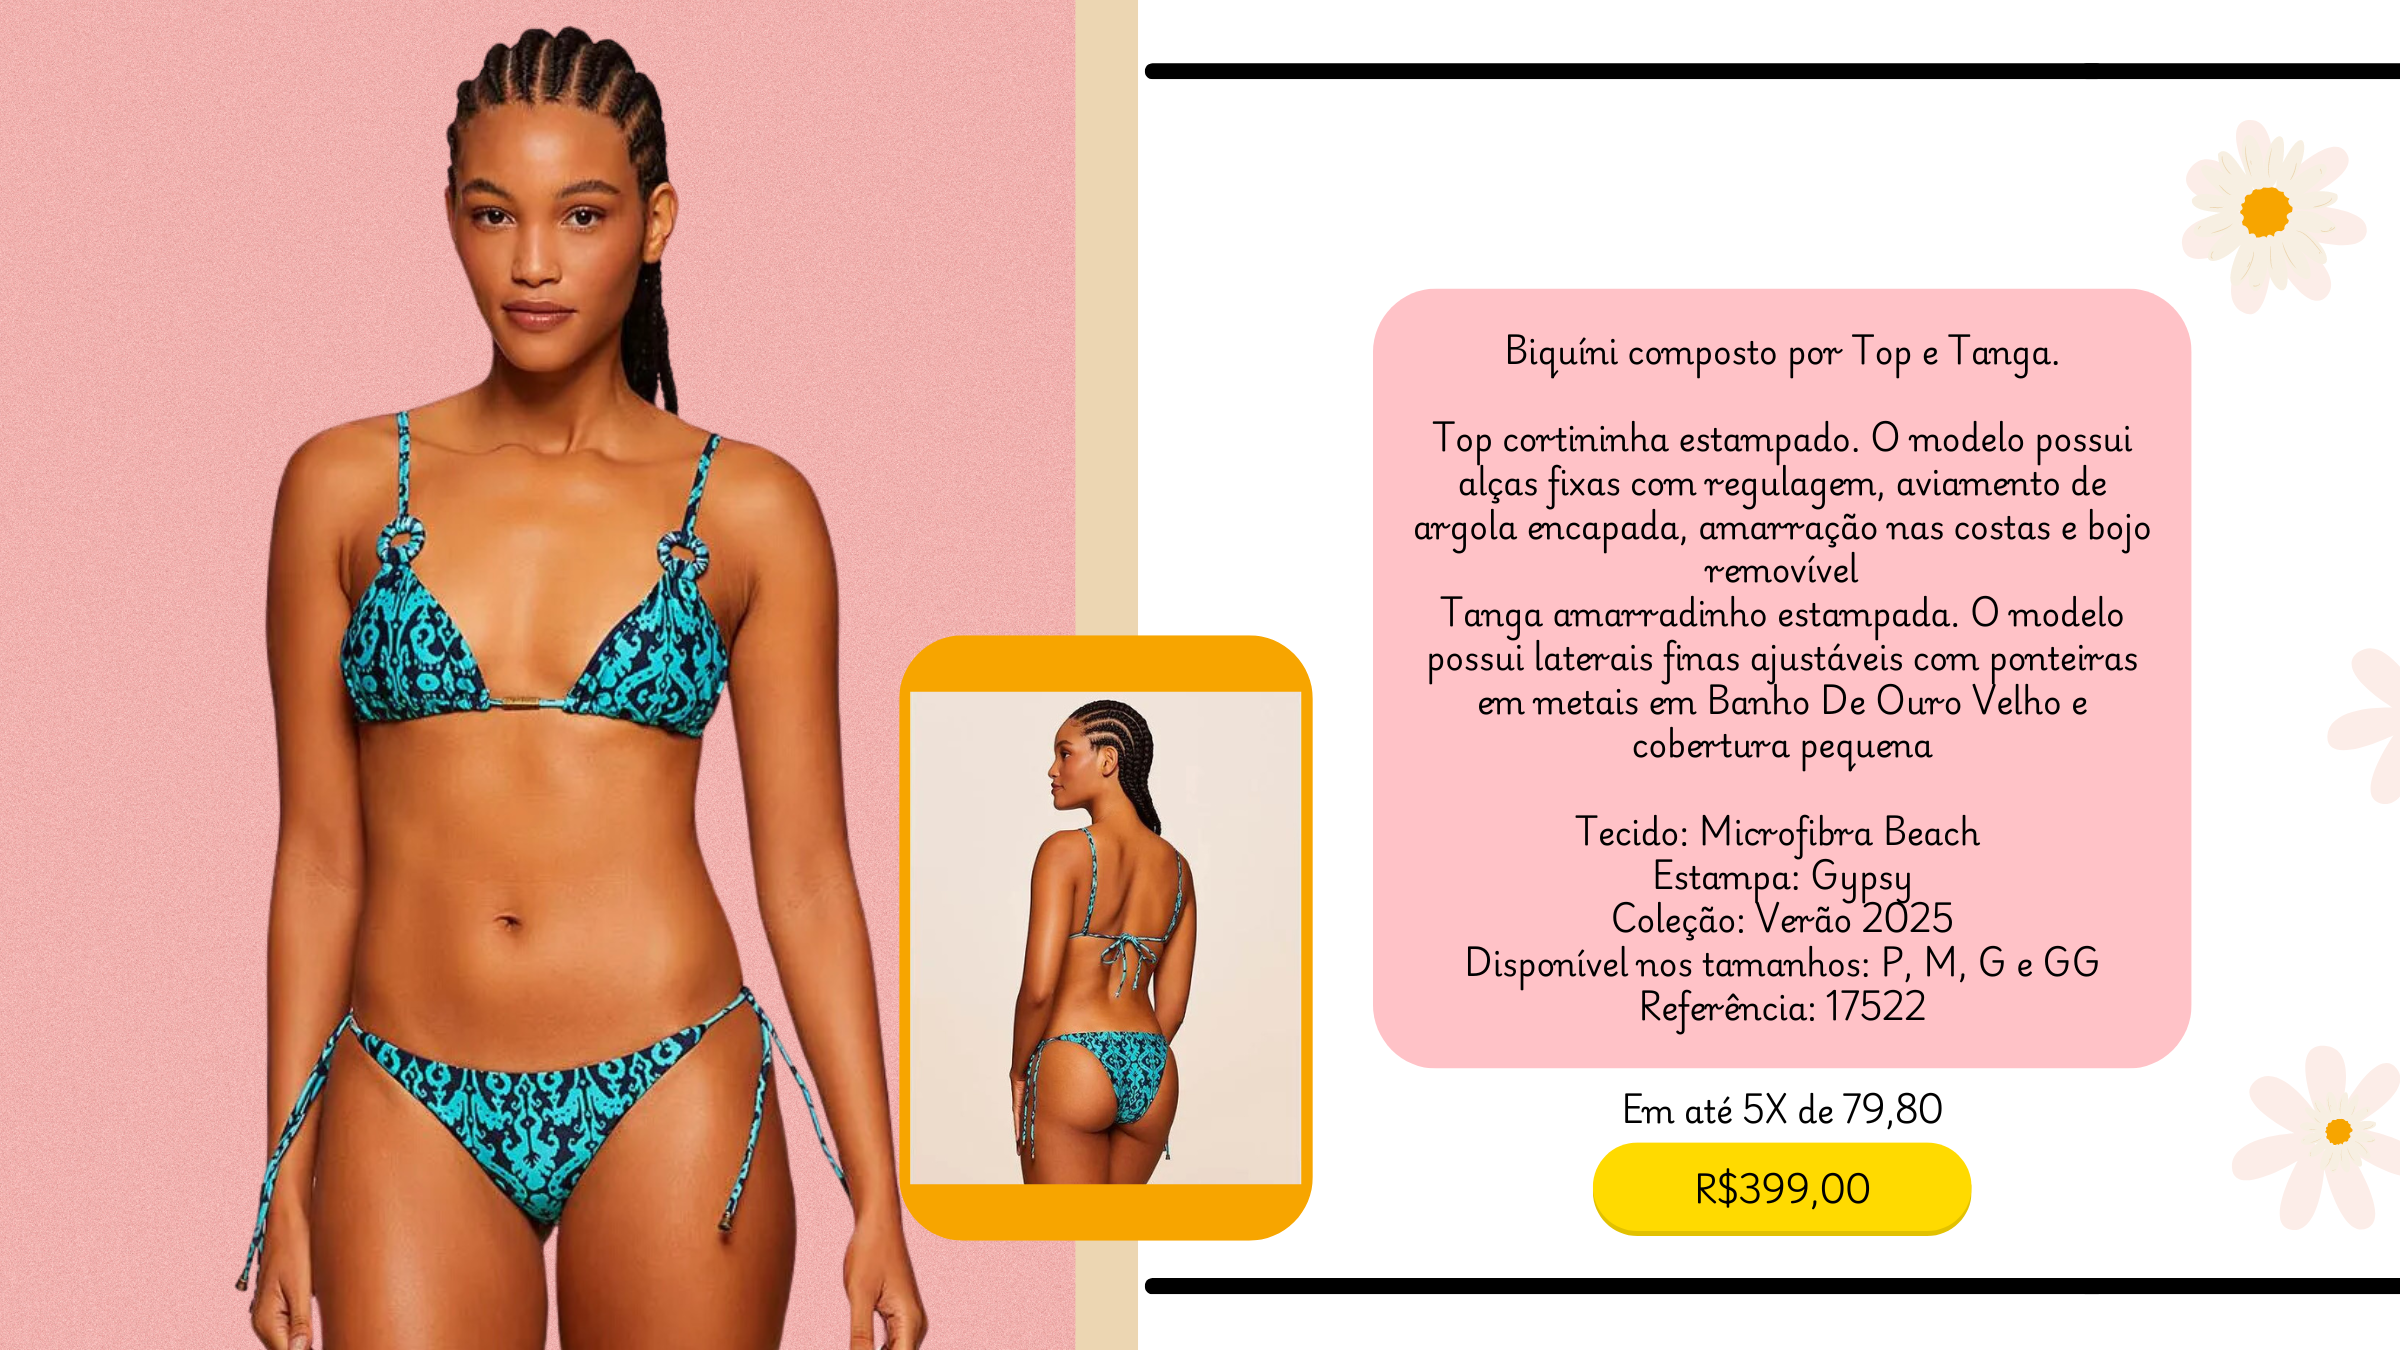 Biquíni composto por Top e Tanga.
Top cortininha estampado. O modelo possui
alças fixas com regulagem, aviamento de
argola encapada, amarração nas costas e bojo
removível
Tanga amarradinho estampada. O modelo
possui laterais finas ajustáveis com ponteiras
em metais em Banho De Ouro Velho e
cobertura pequena
Tecido: Microfibra Beach
Estampa: Gypsy
Coleção: Verão 2025
Disponível nos tamanhos: P, M, G e GG
Referência: 17522
Em até 5X de 79,80
R$399,00